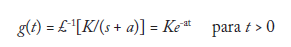 g(t) = £⁻¹[K/(s + a)] = Ke⁻ᵃᵗ para t > 0